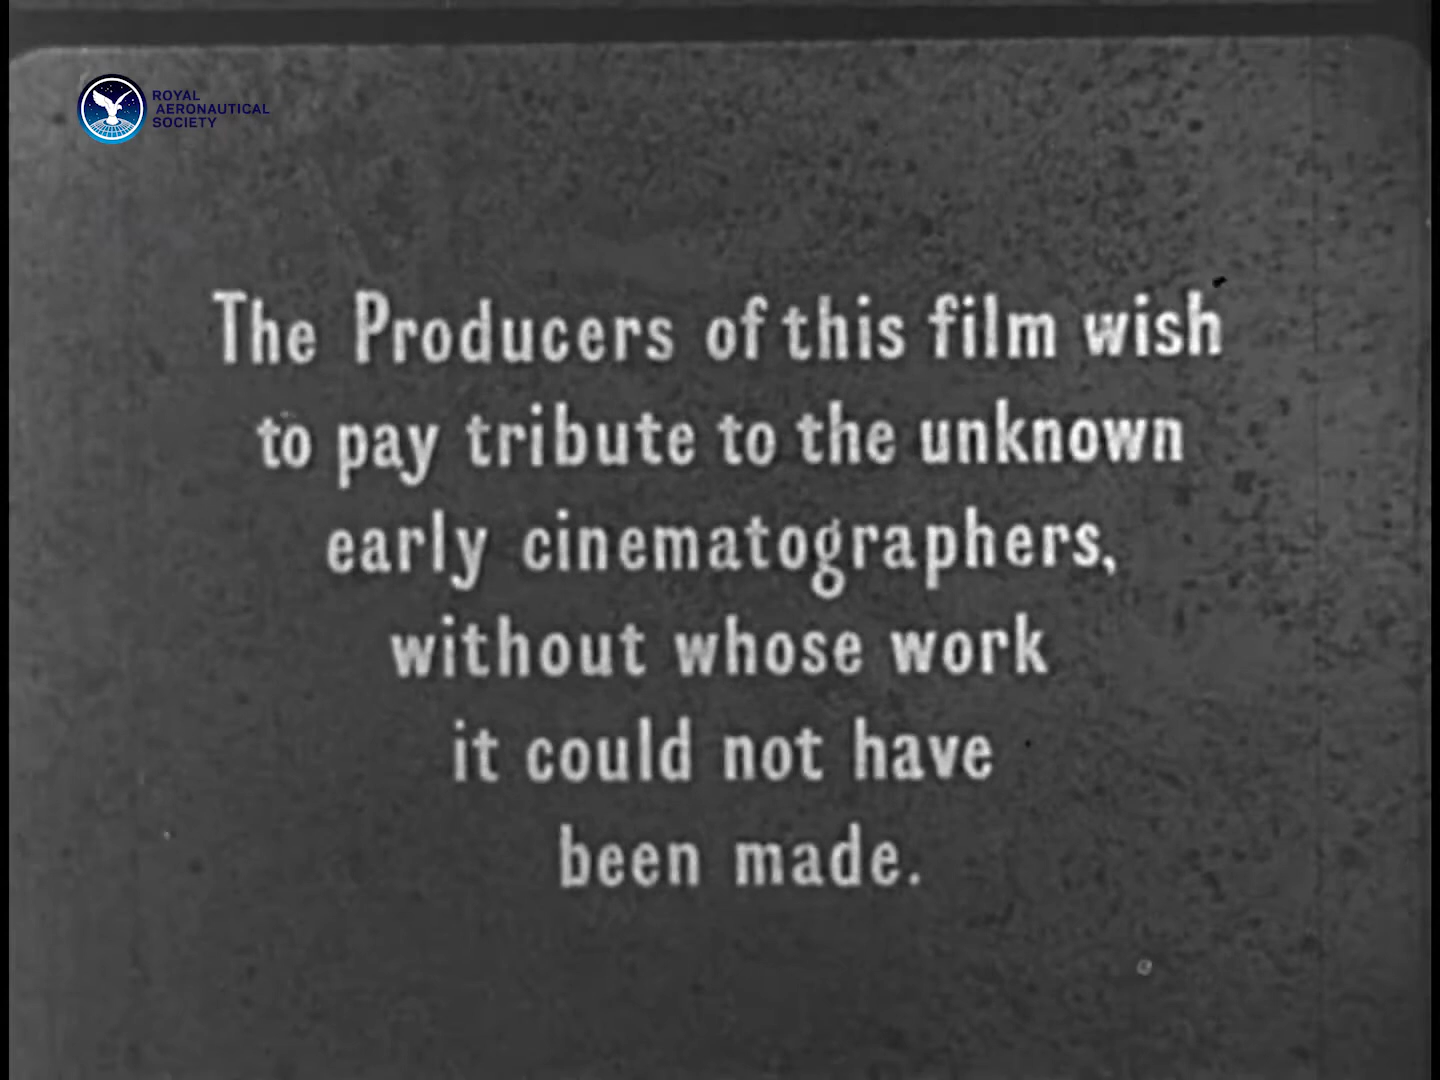 ROYAL
AERONAUTICAL
SOCIETY
The Producers of this film wish
to pay tribute to the unknown
early cinematographers,
without whose work
it could not have
been made.